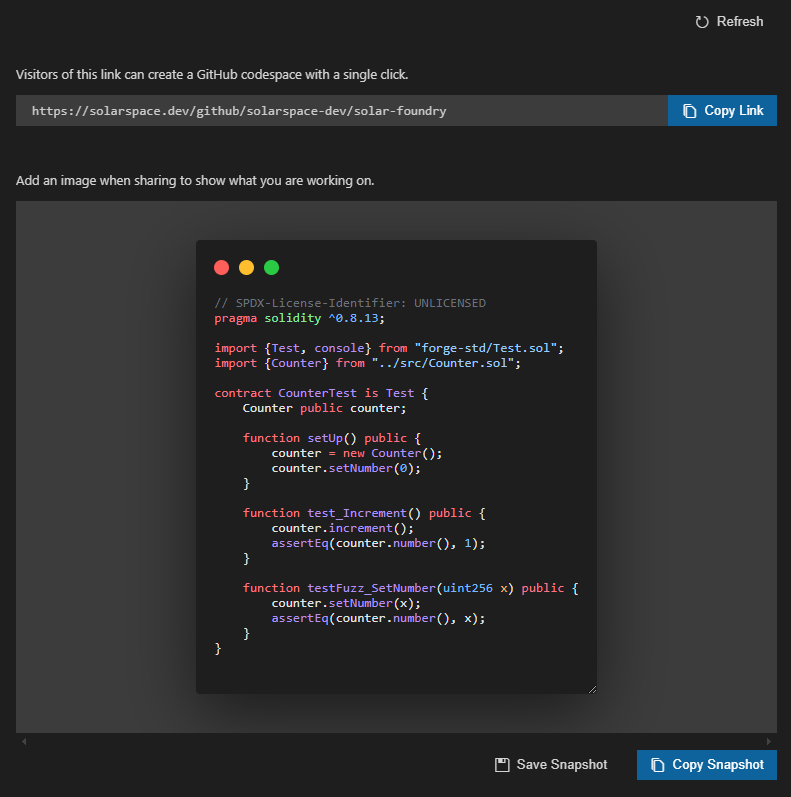 Refresh
Visitors of this link can create a GitHub codespace with a single click.
https://solarspace.dev/github/solarspace-dev/solar-foundry
Copy Link
Add an image when sharing to show what you are working on.
// SPDX-License-Identifier: UNLICENSED
pragma solidity ^0.8.13;
import {Test, console} from "forge-std/Test.sol";
import {Counter} from "../src/Counter.sol";
contract CounterTest is Test {
    Counter public counter;
    function setUp() public {
        counter = new Counter();
        counter.setNumber(0);
    }
    function test_Increment() public {
        counter.increment();
        assertEq(counter.number(), 1);
    }
    function testFuzz_SetNumber(uint256 x) public {
        counter.setNumber(x);
        assertEq(counter.number(), x);
    }
}
Save Snapshot
Copy Snapshot